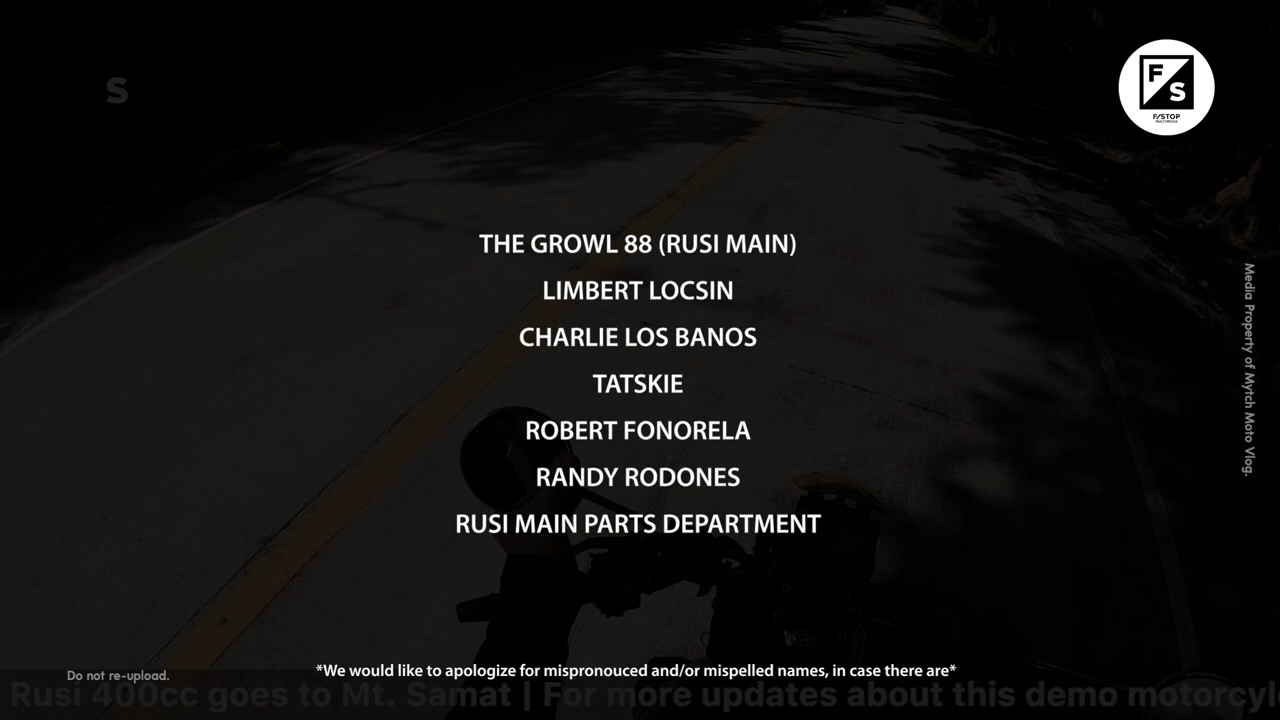 S
F
S
F/STOP
MULTIMEDIA
THE GROWL 88 (RUSI MAIN)
LIMBERT LOCSIN
CHARLIE LOS BANOS
TATSKIE
ROBERT FONORELA
RANDY RODONES
RUSI MAIN PARTS DEPARTMENT
Media Property of Mytch Moto Vlog.
*We would like to apologize for mispronouced and/or mispelled names, in case there are*
Do not re-upload.
Rusi 400cc goes to Mt. Samat | For more updates about this demo motorcyl